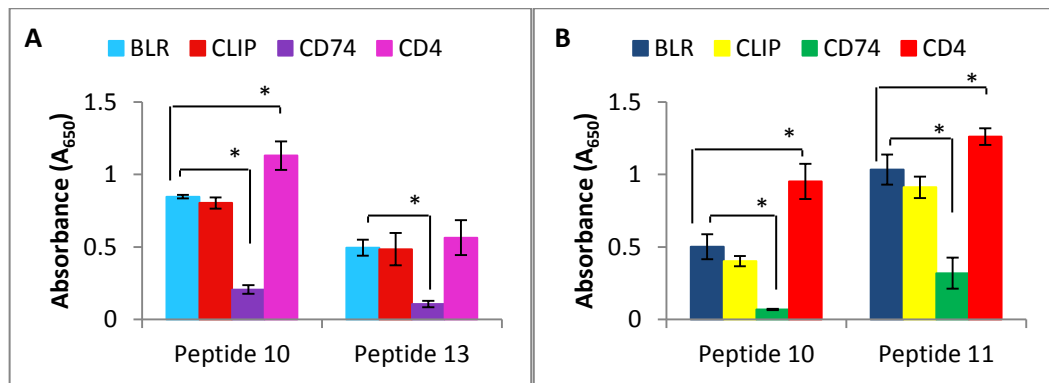 A
BLR CLIP CD74 CD4
Absorbance (A650)
1.5
1
0.5
0
*
*
*
Peptide 10 Peptide 13
B
BLR CLIP CD74 CD4
Absorbance (A650)
1.5
1
0.5
0
*
*
*
*
Peptide 10 Peptide 11